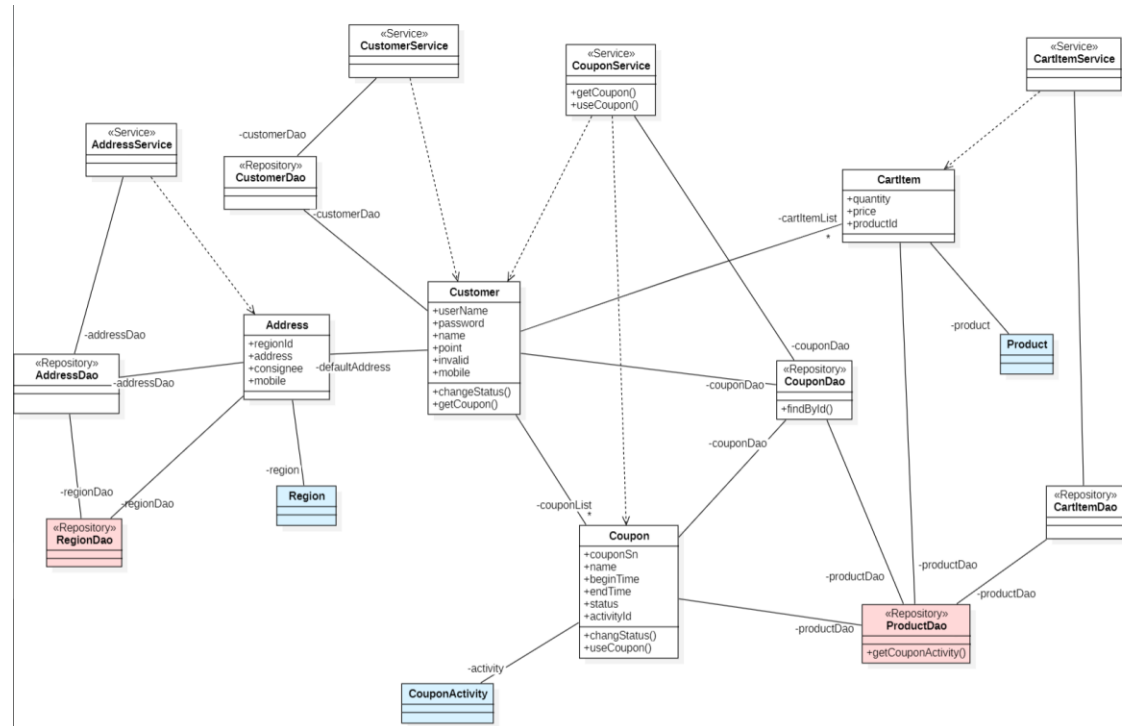 «Service»
CustomerService
«Service»
CouponService
+getCoupon()
+useCoupon()
«Service»
CartItemService
«Service»
AddressService
-customerDao
«Repository»
CustomerDao
-customerDao
CartItem
+quantity
+price
+productId
-cartItemList
*
Customer
+userName
+password
+name
+point
+invalid
+mobile
+changeStatus()
+getCoupon()
Address
+regionId
+address
+consignee
+mobile
-addressDao
«Repository»
AddressDao
-addressDao
-defaultAddress
-product
Product
-couponDao
«Repository»
CouponDao
+findById()
-couponDao
-couponDao
-region
Region
-regionDao
-regionDao
«Repository»
RegionDao
-couponList
*
Coupon
+couponSn
+name
+beginTime
+endTime
+status
+activityId
+changStatus()
+useCoupon()
«Repository»
CartItemDao
-productDao
-productDao
-productDao
-productDao
«Repository»
ProductDao
+getCouponActivity()
-activity
CouponActivity